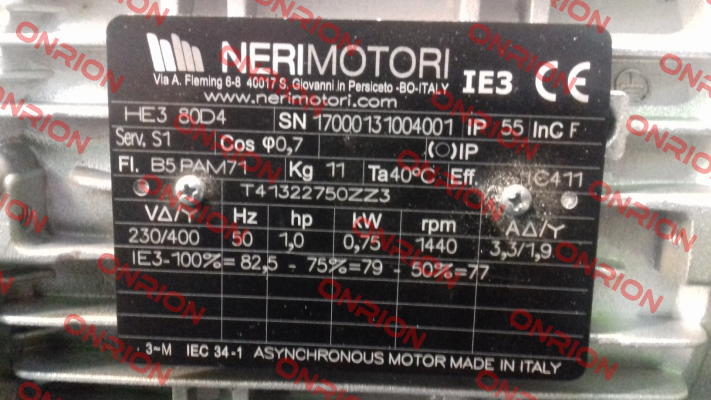 NERIMOTORI
Via A. Fleming 6-8 40017 S. Giovanni in Persiceto -BO-ITALY IE3 CE
www.nerimotori.com
HE3 80D4 SN 17000131004001 IP 55 InC F
Serv. S1 Cos φ0,7 (○)IP
Fl. B5 PAM71 Kg 11 Ta40°C Eff. IC411
T41322750ZZ3
VΔ/Y Hz hp kW rpm AΔ/Y
230/400 50 1,0 0,75 1440 3,3/1,9
IE3-100%= 82,5 - 75%=79 - 50%=77
3~M IEC 34-1 ASYNCHRONOUS MOTOR MADE IN ITALY
ONRION